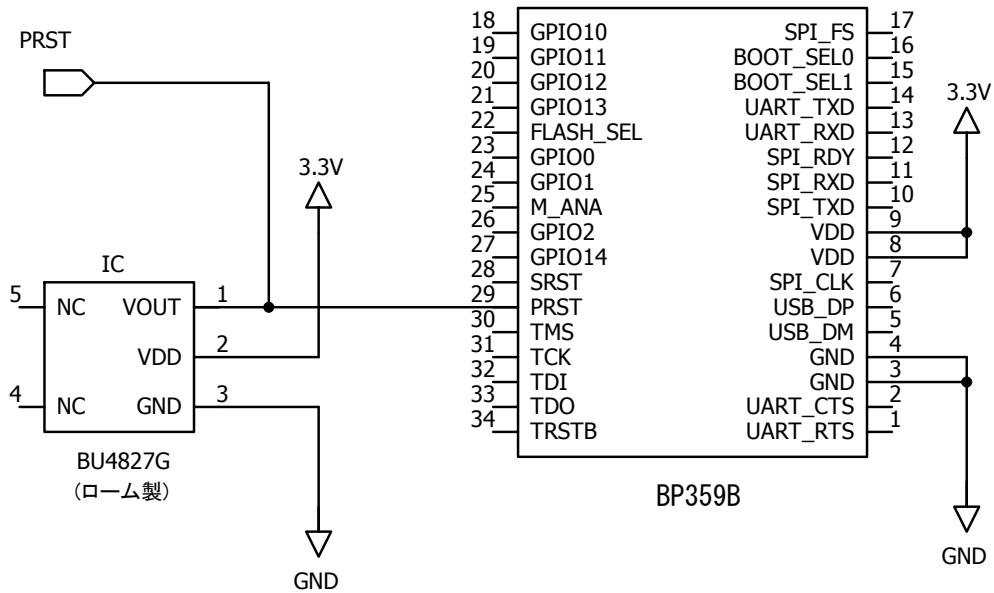 PRST
3.3V
IC
5 NC VOUT 1
VDD 2
4 NC GND 3
BU4827G
(ローム製)
GND
18 GPIO10 SPI_FS 17
19 GPIO11 BOOT_SEL0 16
20 GPIO12 BOOT_SEL1 15
21 GPIO13 UART_TXD 14
22 FLASH_SEL UART_RXD 13
23 GPIO0 SPI_RDY 12
24 GPIO1 SPI_RXD 11
25 M_ANA SPI_TXD 10
26 GPIO2 VDD 9
27 GPIO14 VDD 8
28 SRST SPI_CLK 7
29 PRST USB_DP 6
30 TMS USB_DM 5
31 TCK GND 4
32 TDI GND 3
33 TDO UART_CTS 2
34 TRSTB UART_RTS 1
BP359B
3.3V
GND